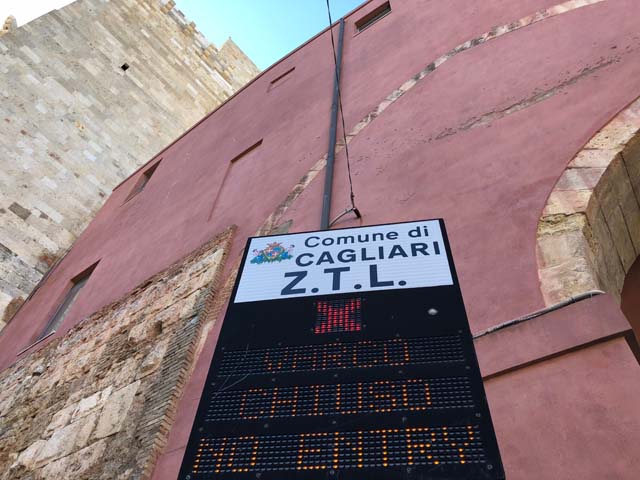 Comune di
CAGLIARI
Z.T.L.
VARCO
CHIUSO
NO ENTRY